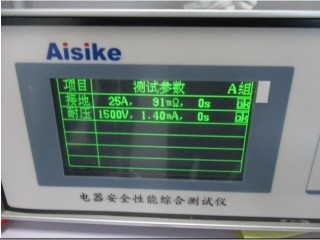 Aisike
项目 测试参数 A组
接地 25A, 91mΩ, 0s ok
耐压 1500V, 1.40mA, 0s ok
电器安全性能综合测试仪